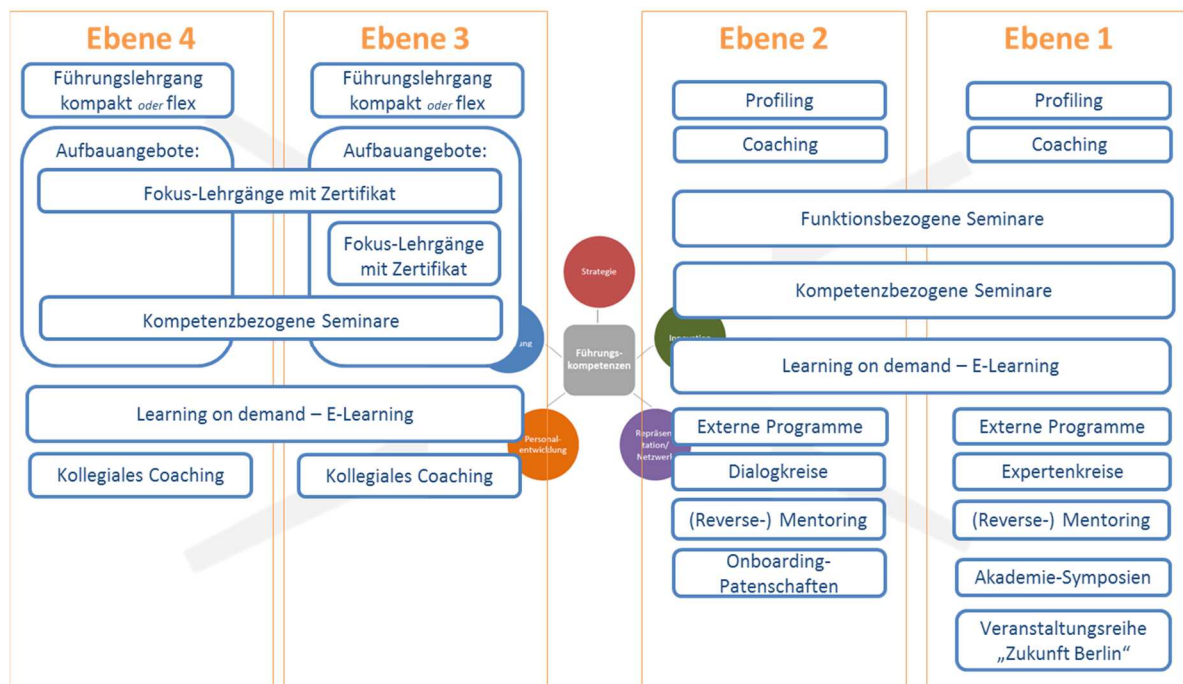 Ebene 4
Führungslehrgang
kompakt oder flex
Aufbauangebote:
Ebene 3
Führungslehrgang
kompakt oder flex
Aufbauangebote:
Fokus-Lehrgänge mit Zertifikat
Fokus-Lehrgänge
mit Zertifikat
Kompetenzbezogene Seminare
Learning on demand – E-Learning
Kollegiales Coaching
Kollegiales Coaching
Strategie
Führungs-
kompetenzen
Personal-
entwicklung
Repräsen-
tation/
Netzwerk
Ebene 2
Profiling
Coaching
Ebene 1
Profiling
Coaching
Funktionsbezogene Seminare
Kompetenzbezogene Seminare
Learning on demand – E-Learning
Externe Programme
Dialogkreise
(Reverse-) Mentoring
Onboarding-
Patenschaften
Externe Programme
Expertenkreise
(Reverse-) Mentoring
Akademie-Symposien
Veranstaltungsreihe
„Zukunft Berlin“